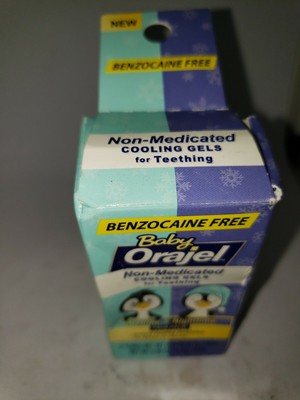 NEW
BENZOCAINE FREE
Non-Medicated
COOLING GELS
for Teething
BENZOCAINE FREE
Baby
Orajel
Non-Medicated
COOLING GELS
for Teething